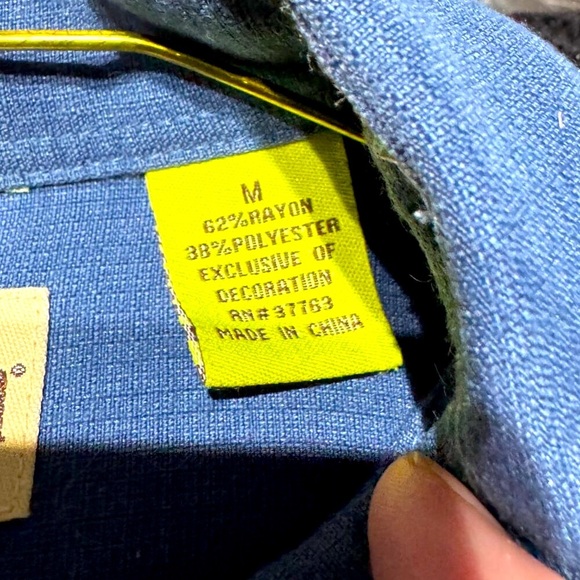 M
62%RAYON
38%POLYESTER
EXCLUSIVE OF
DECORATION
RN#37763
MADE IN CHINA
®